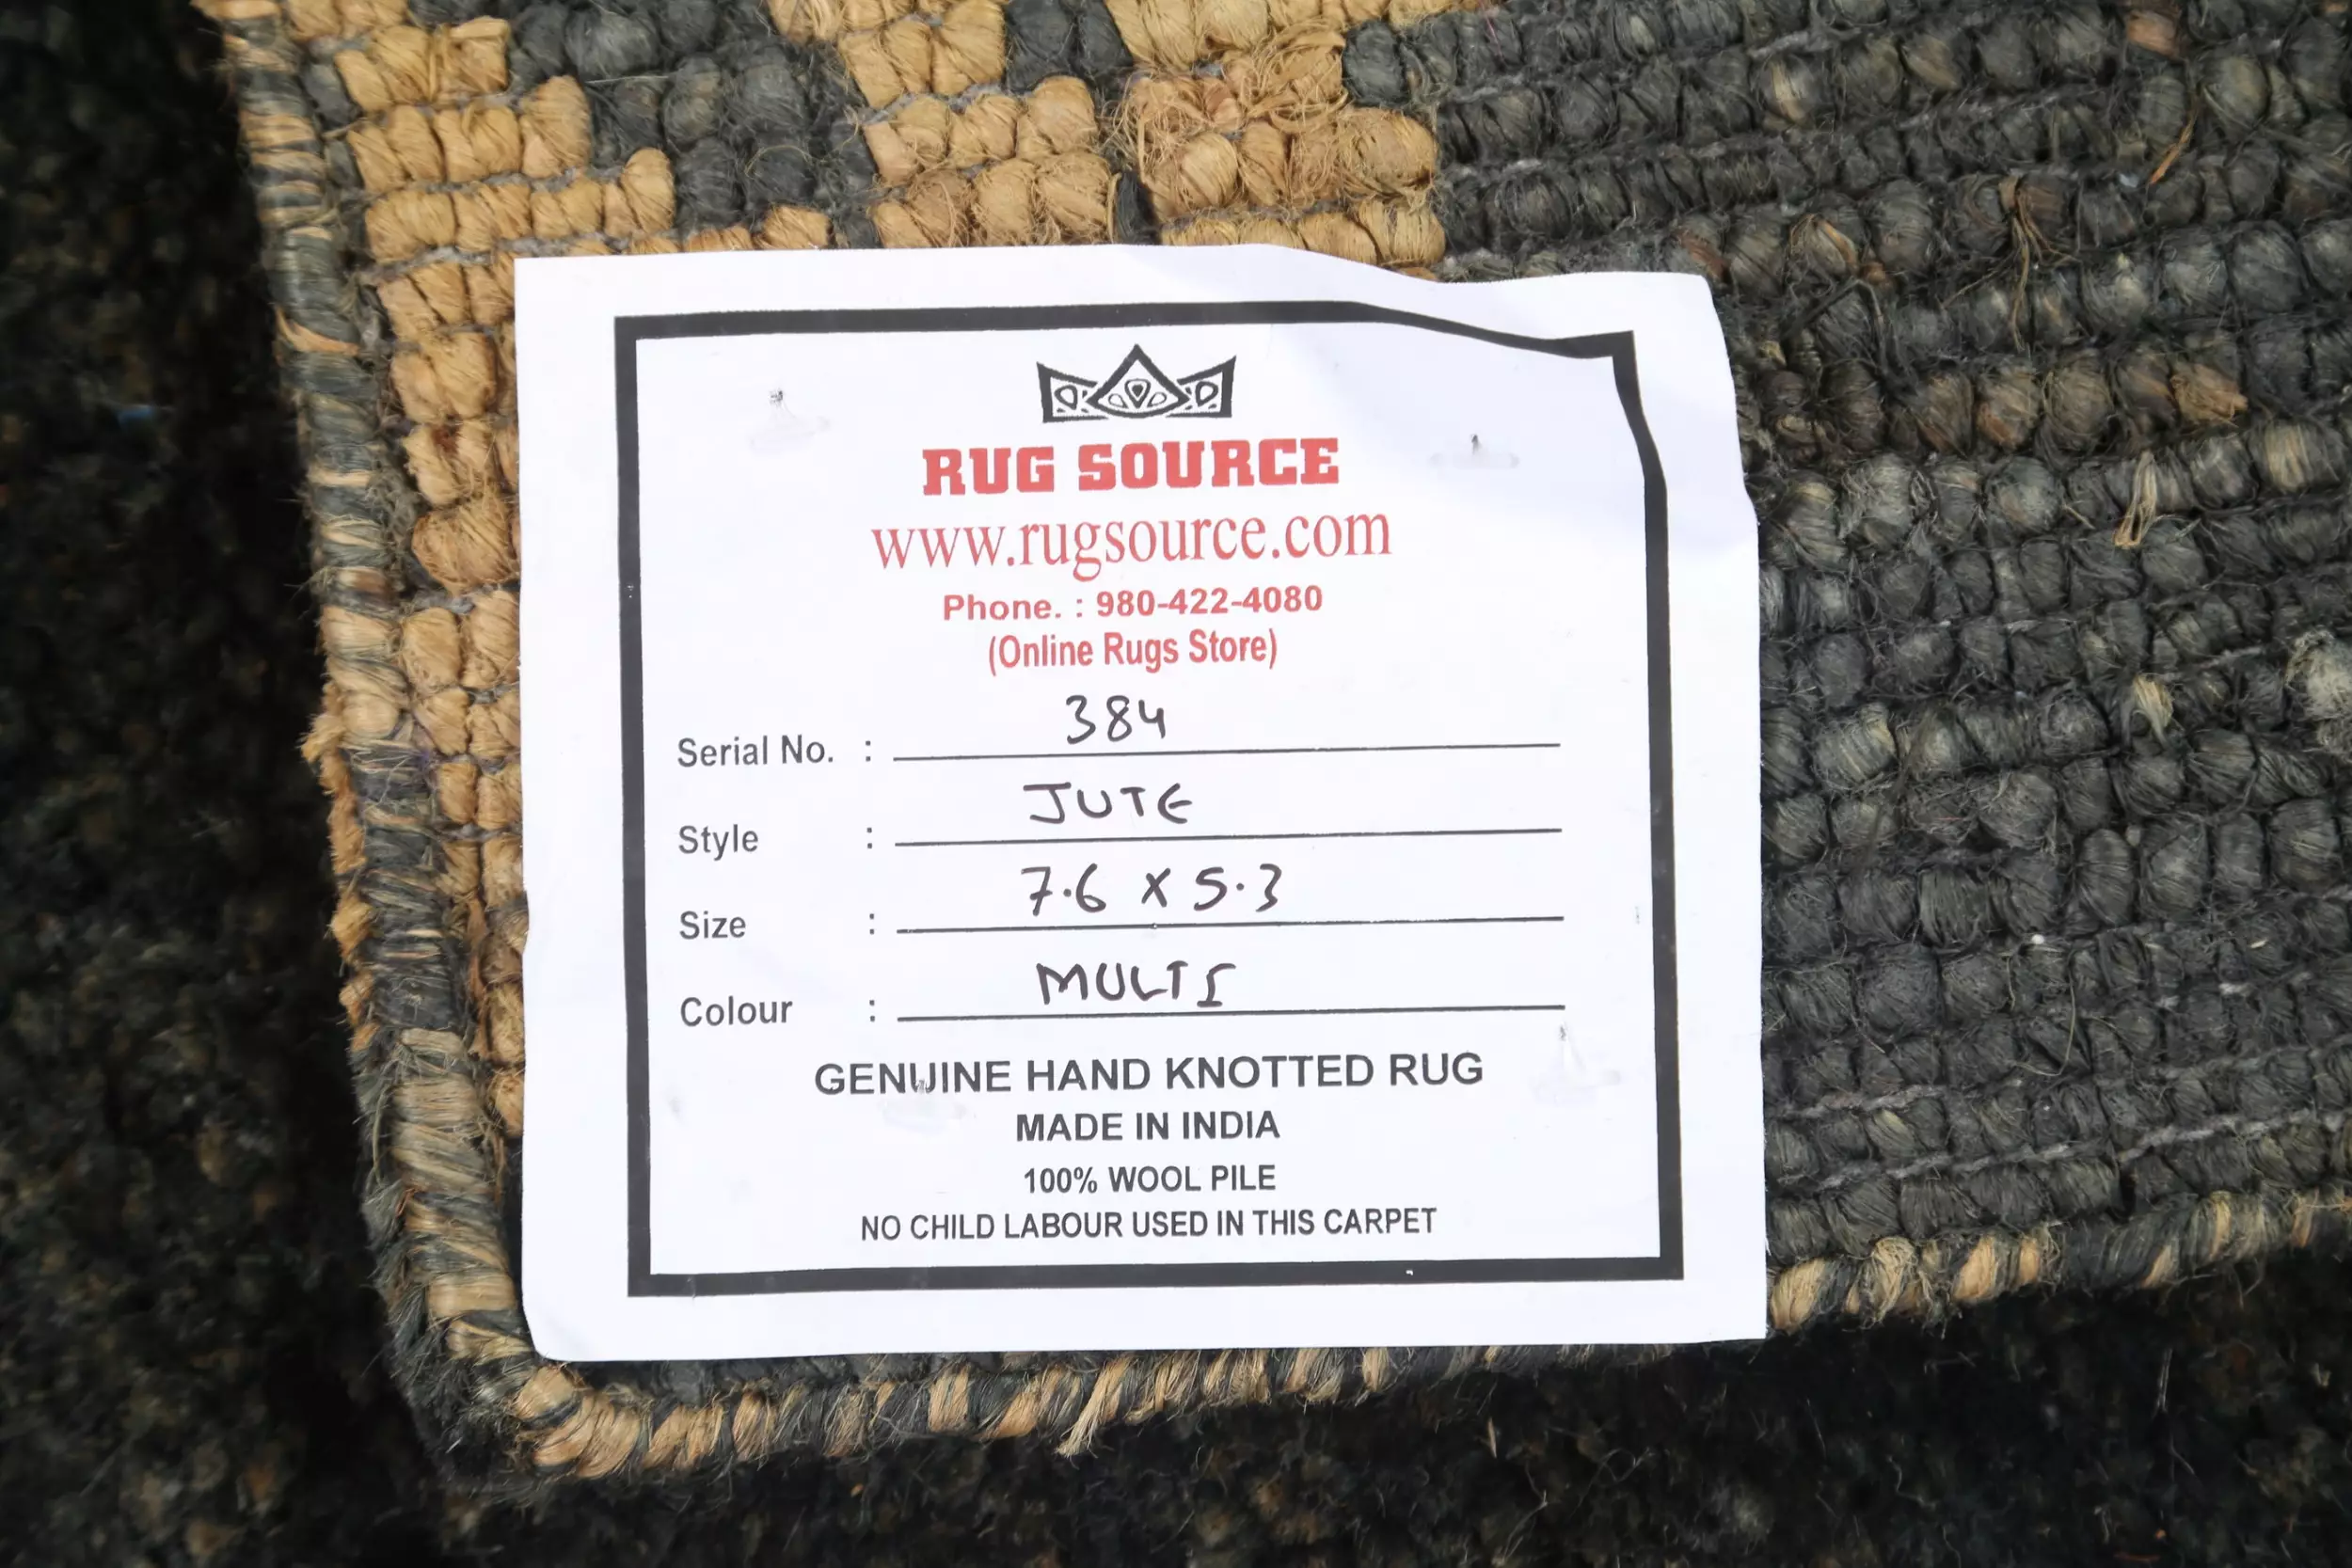 RUG SOURCE
www.rugsource.com
Phone. : 980-422-4080
(Online Rugs Store)
Serial No. : 384
Style : JUTE
Size : 7.6 X 5.3
Colour : MULTI
GENUINE HAND KNOTTED RUG
MADE IN INDIA
100% WOOL PILE
NO CHILD LABOUR USED IN THIS CARPET